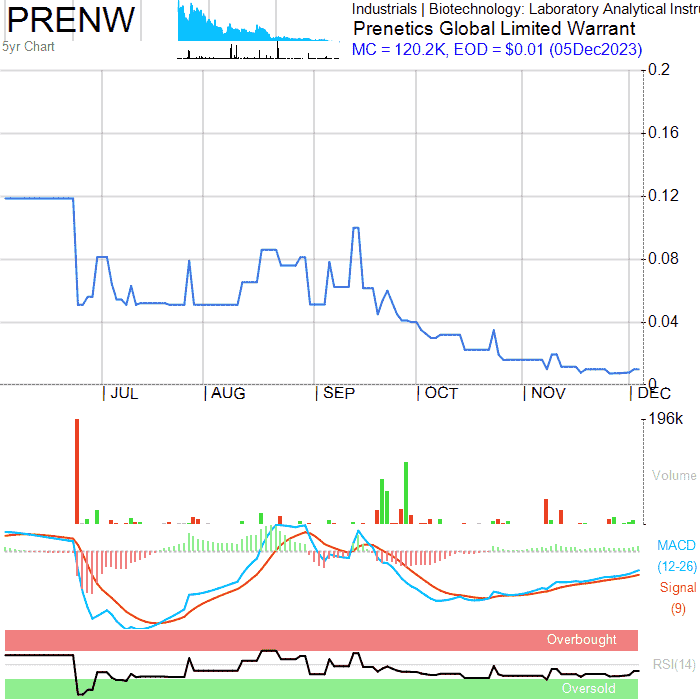 PRENW
Industrials | Biotechnology: Laboratory Analytical Instru
Prenetics Global Limited Warrant
5yr Chart
MC = 120.2K, EOD = $0.01 (05Dec2023)
0.2
0.16
0.12
0.08
0.04
0
JUL
AUG
SEP
OCT
NOV
DEC
196k
Volume
MACD
(12-26)
Signal
(9)
Overbought
RSI(14)
Oversold